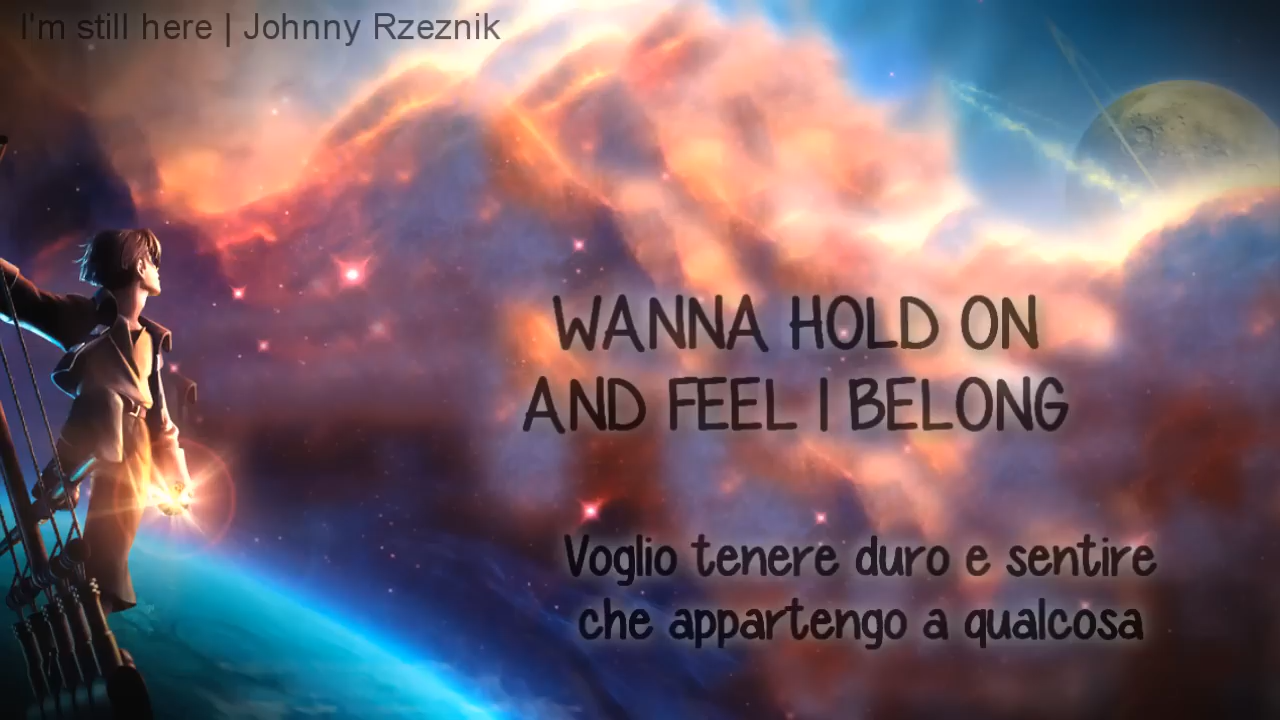 I'm still here | Johnny Rzeznik
WANNA HOLD ON
AND FEEL I BELONG
Voglio tenere duro e sentire
che appartengo a qualcosa